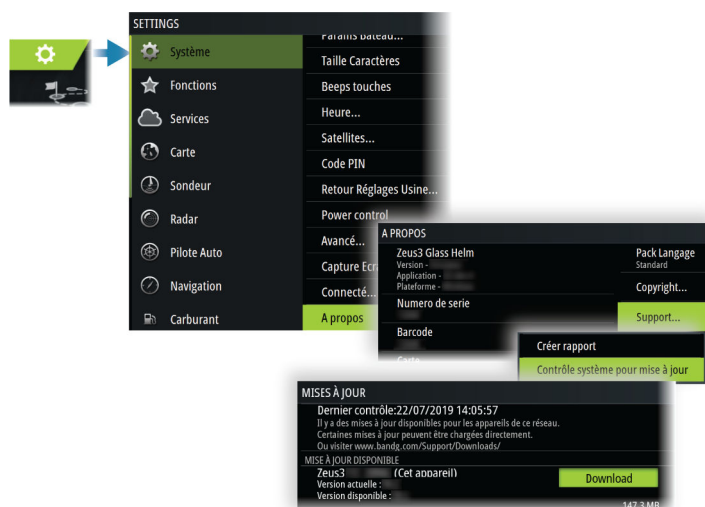 SETTINGS
Système
Fonctions
Services
Carte
Sondeur
Radar
Pilote Auto
Navigation
Carburant
Params Bateau...
Taille Caractères
Beeps touches
Heure...
Satellites...
Code PIN
Retour Réglages Usine...
Power control
Avancé...
Capture Ecr
Connecté...
A propos
A PROPOS
Zeus3 Glass Helm
Version -
Application -
Plateforme -
Numero de serie
Barcode
Carte
Pack Langage
Standard
Copyright...
Support...
Créer rapport
Contrôle système pour mise à jour
MISES À JOUR
Dernier contrôle:22/07/2019 14:05:57
Il y a des mises à jour disponibles pour les appareils de ce réseau.
Certaines mises à jour peuvent être chargées directement.
Ou visiter www.bandg.com/Support/Downloads/
MISE À JOUR DISPONIBLE
Zeus3 (Cet appareil)
Version actuelle :
Version disponible :
Download
147.3 MB